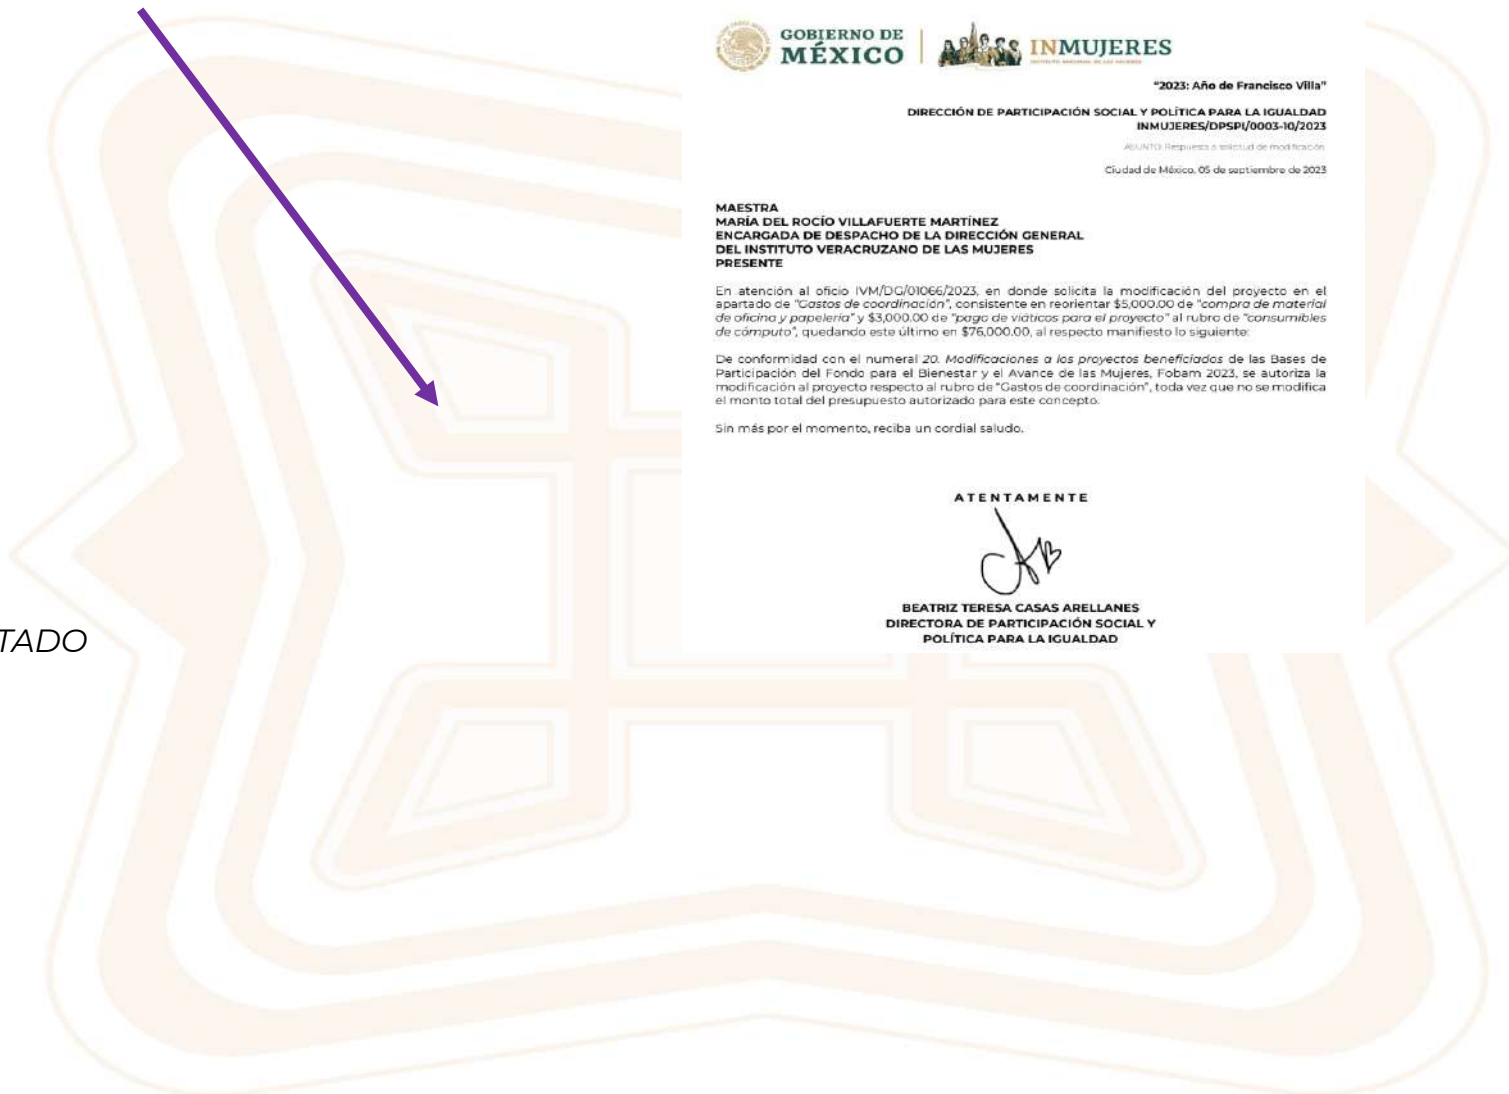 GOBIERNO DE
MÉXICO
INMUJERES
INSTITUTO NACIONAL DE LAS MUJERES
"2023: Año de Francisco Villa"
DIRECCIÓN DE PARTICIPACIÓN SOCIAL Y POLÍTICA PARA LA IGUALDAD
INMUJERES/DPSPI/0003-10/2023
ASUNTO: Respuesta a solicitud de modificación
Ciudad de México, 05 de septiembre de 2023
MAESTRA
MARÍA DEL ROCÍO VILLAFUERTE MARTÍNEZ
ENCARGADA DE DESPACHO DE LA DIRECCIÓN GENERAL
DEL INSTITUTO VERACRUZANO DE LAS MUJERES
PRESENTE
En atención al oficio IVM/DG/01066/2023, en donde solicita la modificación del proyecto en el
apartado de "Gastos de coordinación", consistente en reorientar $5,000.00 de "compra de material
de oficina y papelería" y $3,000.00 de "pago de viáticos para el proyecto" al rubro de "consumibles
de cómputo", quedando este último en $76,000.00, al respecto manifiesto lo siguiente:
De conformidad con el numeral 20. Modificaciones a los proyectos beneficiados de las Bases de
Participación del Fondo para el Bienestar y el Avance de las Mujeres, Fobam 2023, se autoriza la
modificación al proyecto respecto al rubro de "Gastos de coordinación", toda vez que no se modifica
el monto total del presupuesto autorizado para este concepto.
Sin más por el momento, reciba un cordial saludo.
ATENTAMENTE
BEATRIZ TERESA CASAS ARELLANES
DIRECTORA DE PARTICIPACIÓN SOCIAL Y
POLÍTICA PARA LA IGUALDAD
TADO